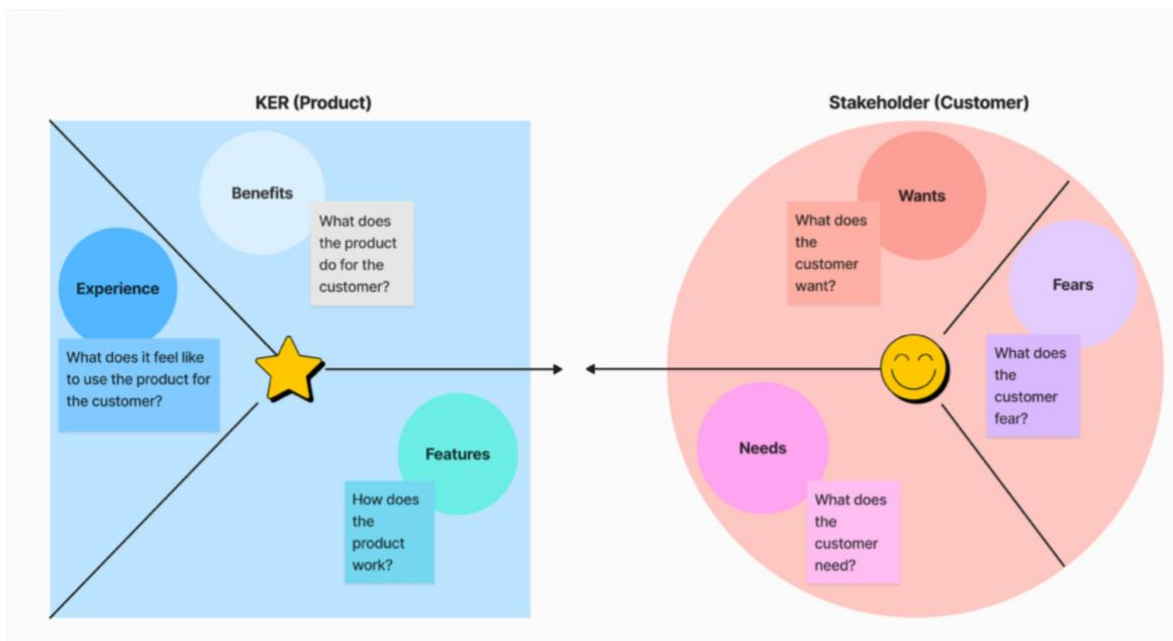 KER (Product)
Benefits
What does
the product
do for the
customer?
Experience
What does it feel like
to use the product for
the customer?
Features
How does
the
product
work?
Stakeholder (Customer)
Wants
What does
the
customer
want?
Fears
What does
the
customer
fear?
Needs
What does
the
customer
need?